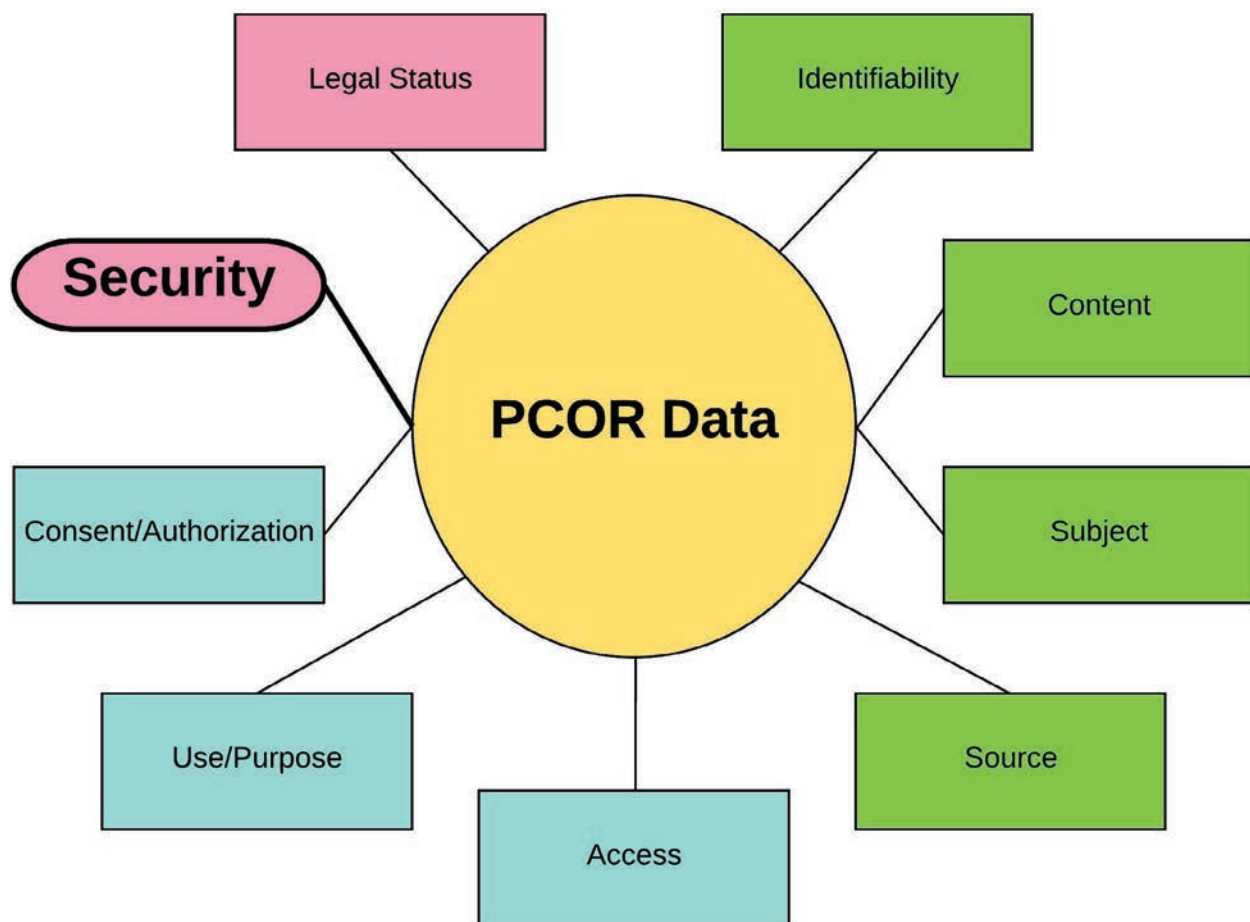 Legal Status
Identifiability
Security
Content
PCOR Data
Consent/Authorization
Subject
Use/Purpose
Source
Access